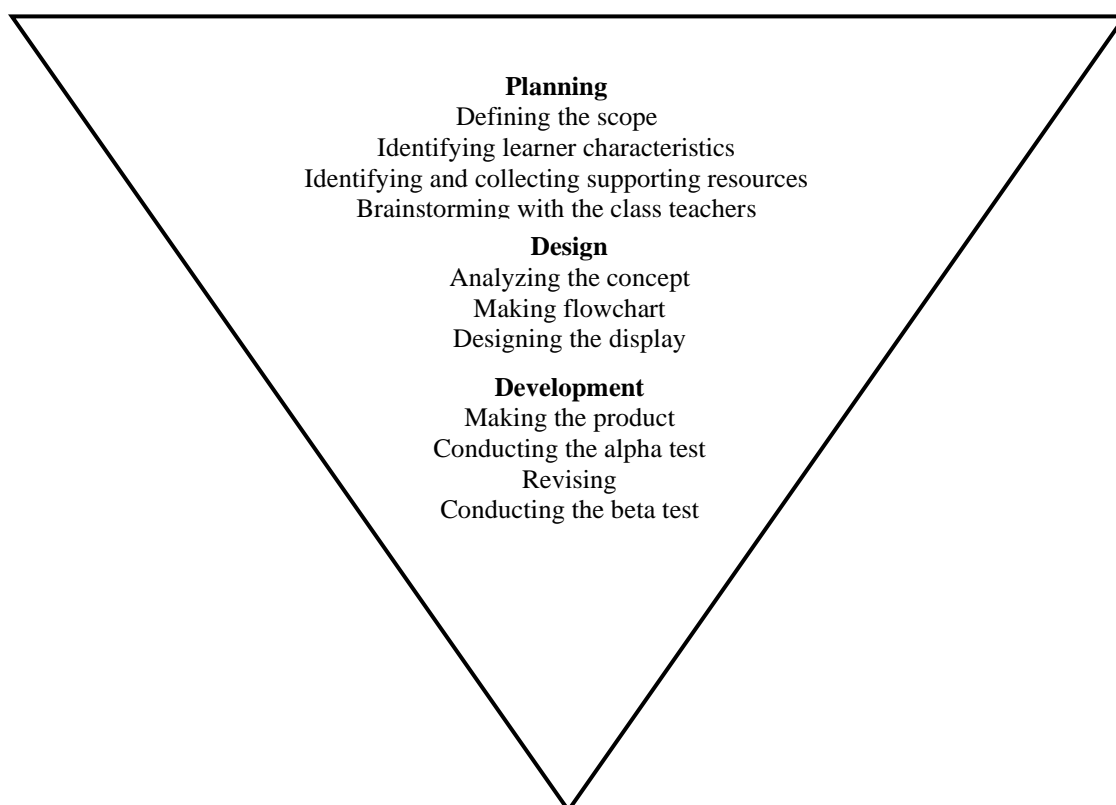 Planning
Defining the scope
Identifying learner characteristics
Identifying and collecting supporting resources
Brainstorming with the class teachers
Design
Analyzing the concept
Making flowchart
Designing the display
Development
Making the product
Conducting the alpha test
Revising
Conducting the beta test